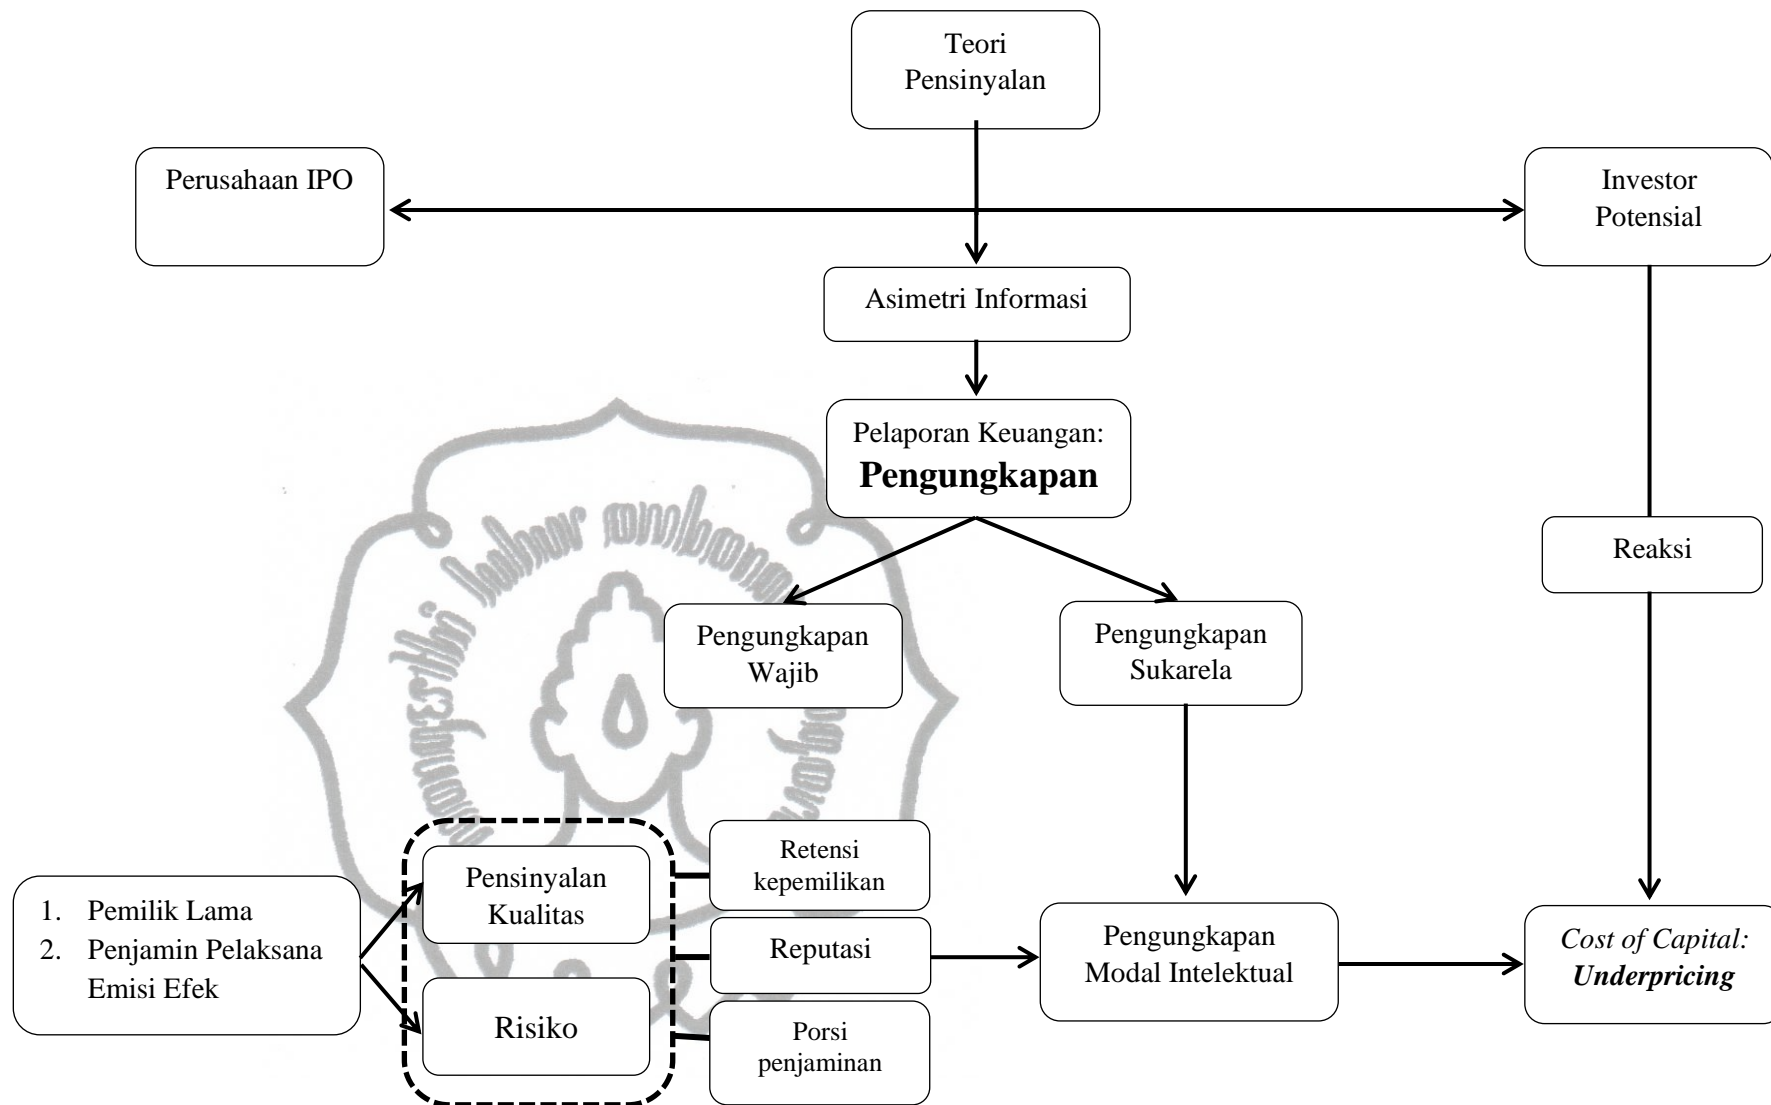 Teori
Pensinyalan
Perusahaan IPO
Investor
Potensial
Asimetri Informasi
Pelaporan Keuangan:
Pengungkapan
Reaksi
Pengungkapan
Wajib
Pengungkapan
Sukarela
1. Pemilik Lama
2. Penjamin Pelaksana
Emisi Efek
Pensinyalan
Kualitas
Risiko
Retensi
kepemilikan
Reputasi
Porsi
penjaminan
Pengungkapan
Modal Intelektual
Cost of Capital:
Underpricing